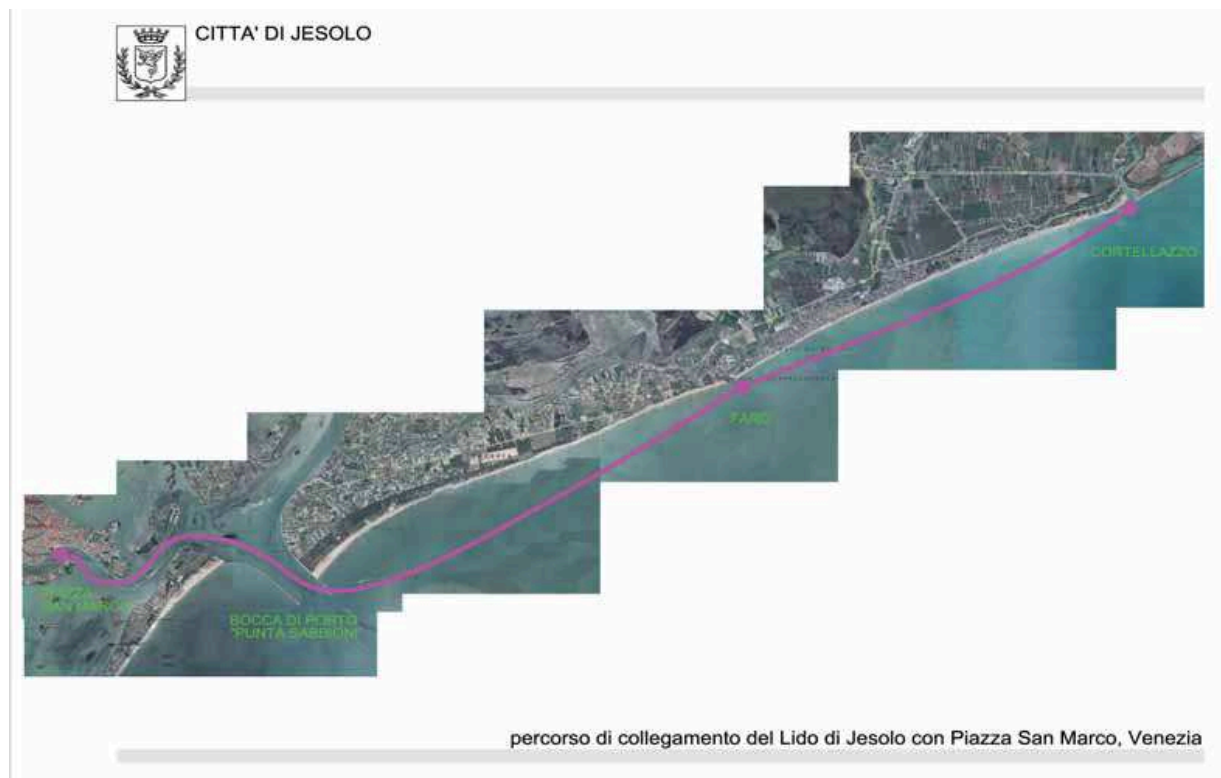 CITTA' DI JESOLO
CORTELLAZZO
FARO
PIAZZA
SAN MARCO
BOCCA DI PORTO
"PUNTA SABBIONI
percorso di collegamento del Lido di Jesolo con Piazza San Marco, Venezia